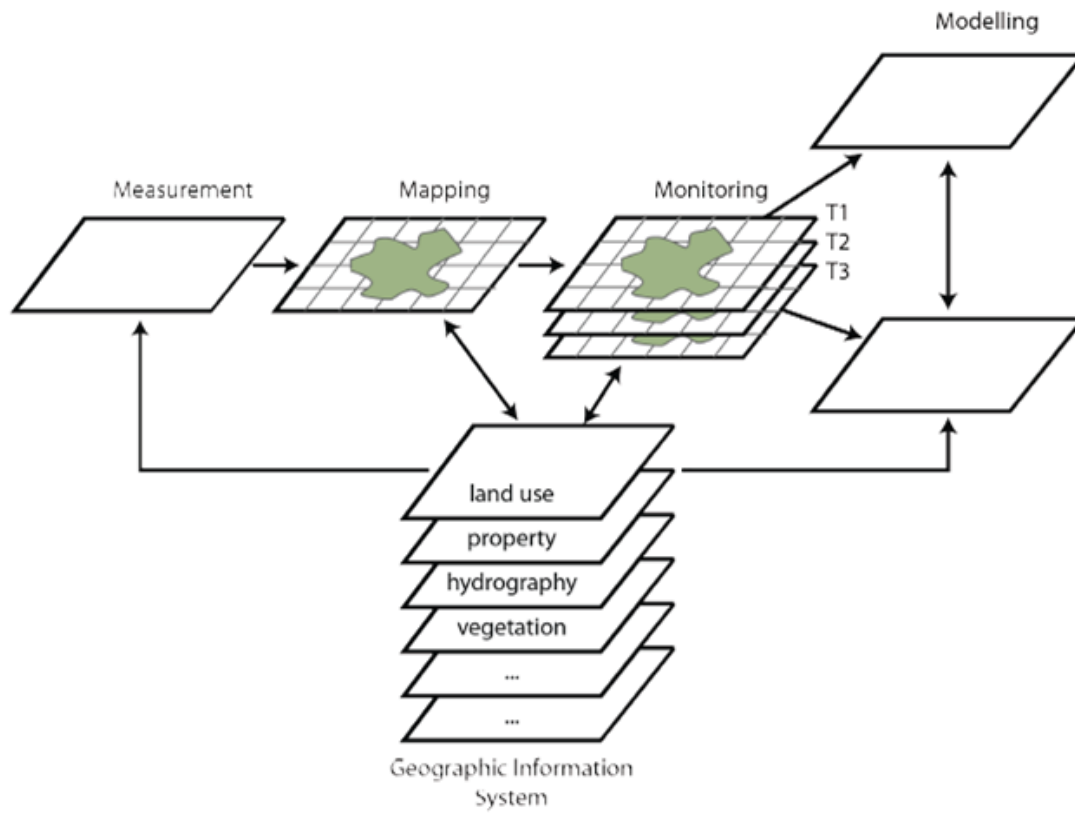 Modelling
Measurement
Mapping
Monitoring
T1
T2
T3
land use
property
hydrography
vegetation
...
...
Geographic Information
System